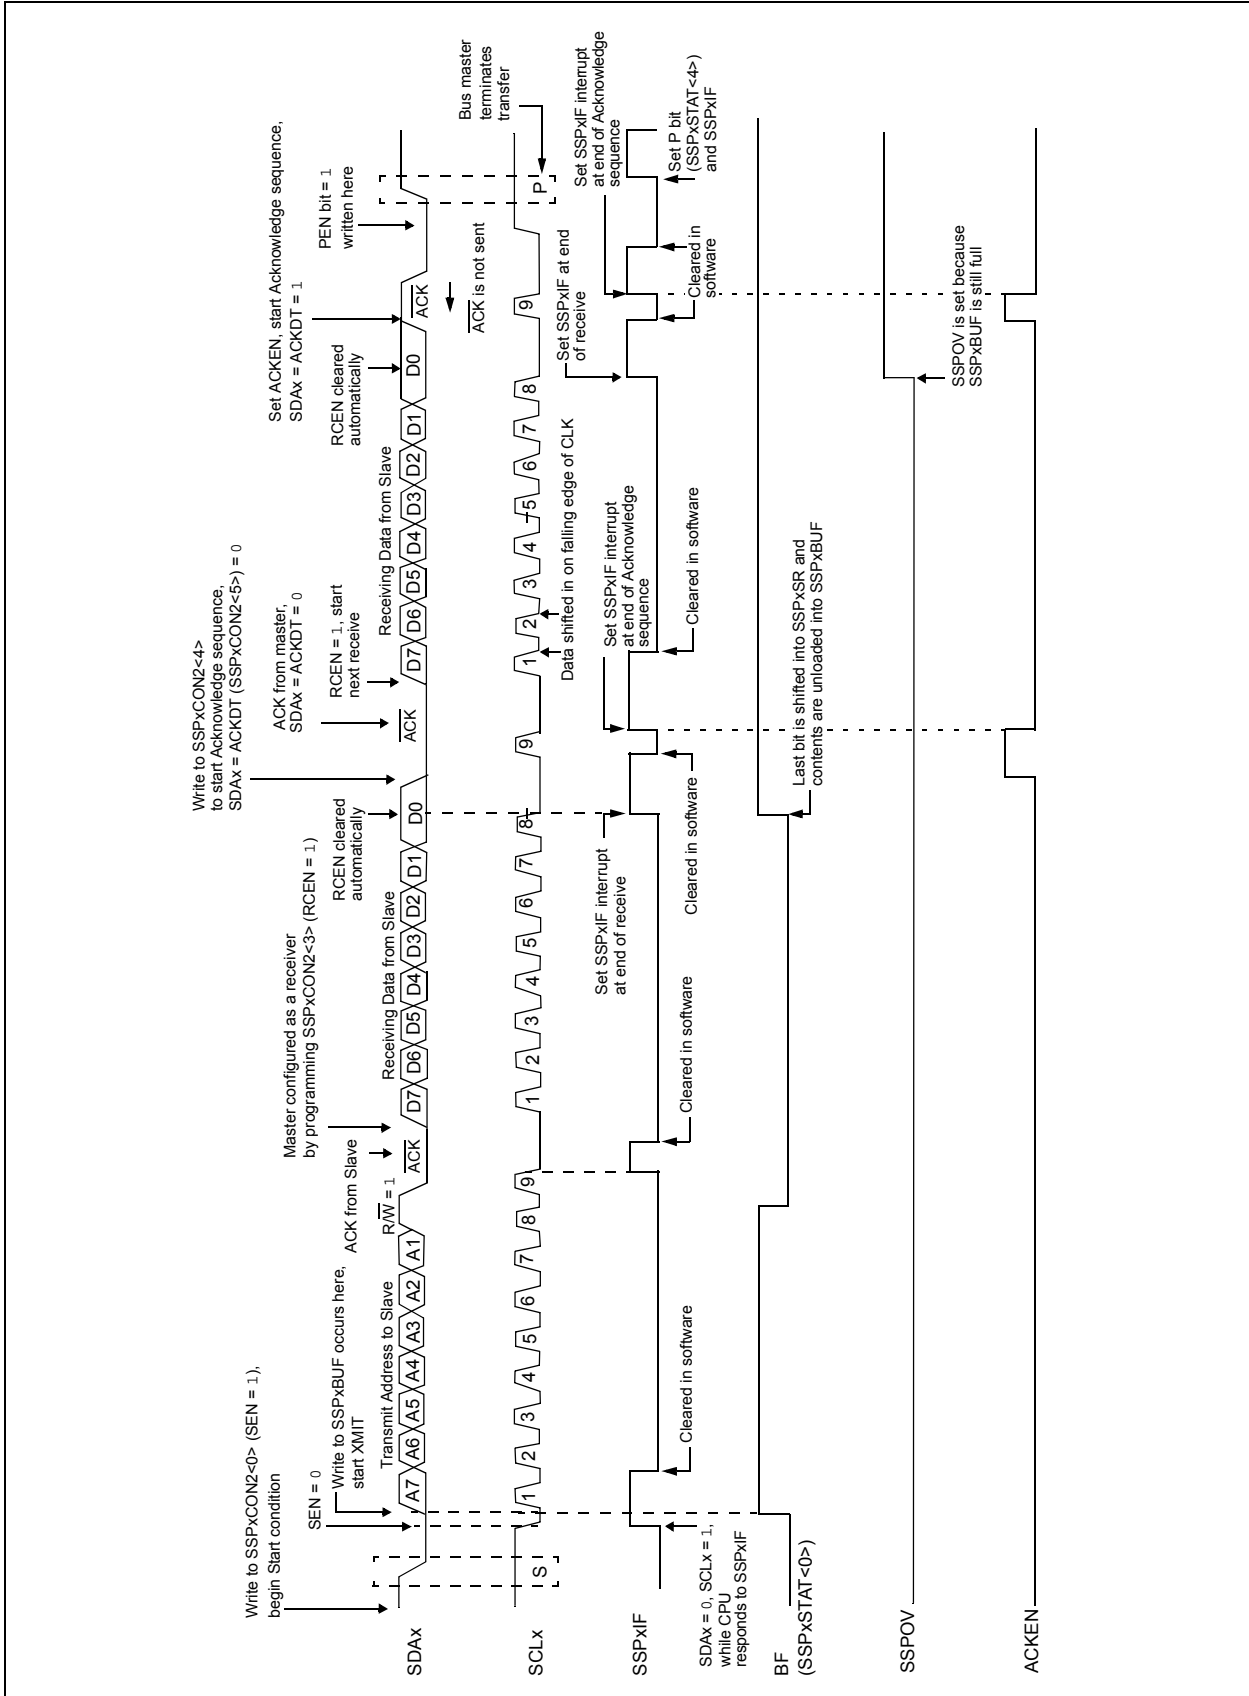 Write to SSPxCON2<0> (SEN = 1),
begin Start condition
SEN = 0
Write to SSPxBUF occurs here,
start XMIT
Transmit Address to Slave
ACK from Slave
R/W = 1
Master configured as a receiver
by programming SSPxCON2<3> (RCEN = 1)
Receiving Data from Slave
RCEN cleared
automatically
Write to SSPxCON2<4>
to start Acknowledge sequence,
SDAx = ACKDT (SSPxCON2<5>) = 0
ACK from master,
SDAx = ACKDT = 0
RCEN = 1, start
next receive
Receiving Data from Slave
RCEN cleared
automatically
Set ACKEN, start Acknowledge sequence,
SDAx = ACKDT = 1
PEN bit = 1
written here
SDAx
A7 A6 A5 A4 A3 A2 A1 ACK D7 D6 D5 D4 D3 D2 D1 D0 ACK D7 D6 D5 D4 D3 D2 D1 D0 ACK
ACK is not sent
Bus master
terminates
transfer
SCLx
S 1 2 3 4 5 6 7 8 9 1 2 3 4 5 6 7 8 9 1 2 3 4 5 6 7 8 9 P
Data shifted in on falling edge of CLK
Set SSPxIF at end
of receive
Set SSPxIF interrupt
at end of Acknowledge
sequence
SSPxIF
Set SSPxIF interrupt
at end of receive
Set SSPxIF interrupt
at end of Acknowledge
sequence
Set P bit
(SSPxSTAT<4>)
and SSPxIF
SDAx = 0, SCLx = 1,
while CPU
responds to SSPxIF
Cleared in software
Cleared in software
Cleared in software
Cleared in software
Cleared in
software
BF
(SSPxSTAT<0>)
Last bit is shifted into SSPxSR and
contents are unloaded into SSPxBUF
SSPOV
SSPOV is set because
SSPxBUF is still full
ACKEN